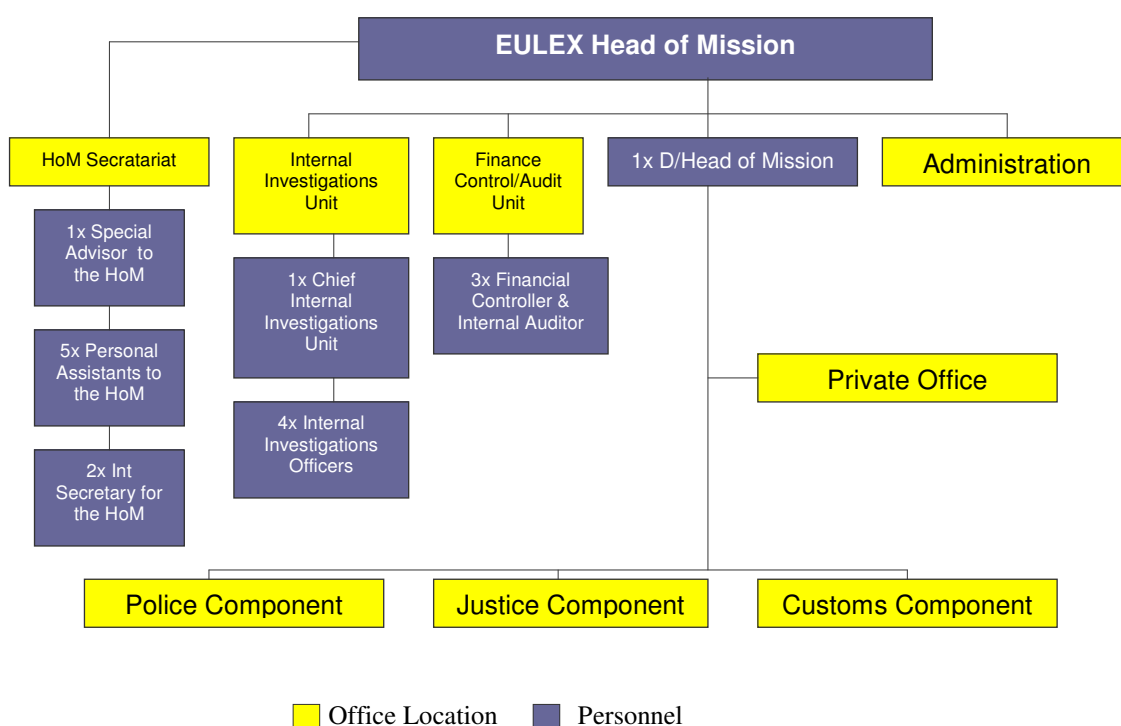 EULEX Head of Mission
HoM Secratariat
Internal
Investigations
Unit
Finance
Control/Audit
Unit
1x D/Head of Mission
Administration
1x Special
Advisor to
the HoM
1x Chief
Internal
Investigations
Unit
3x Financial
Controller &
Internal Auditor
5x Personal
Assistants to
the HoM
Private Office
4x Internal
Investigations
Officers
2x Int
Secretary for
the HoM
Police Component
Justice Component
Customs Component
Office Location
Personnel